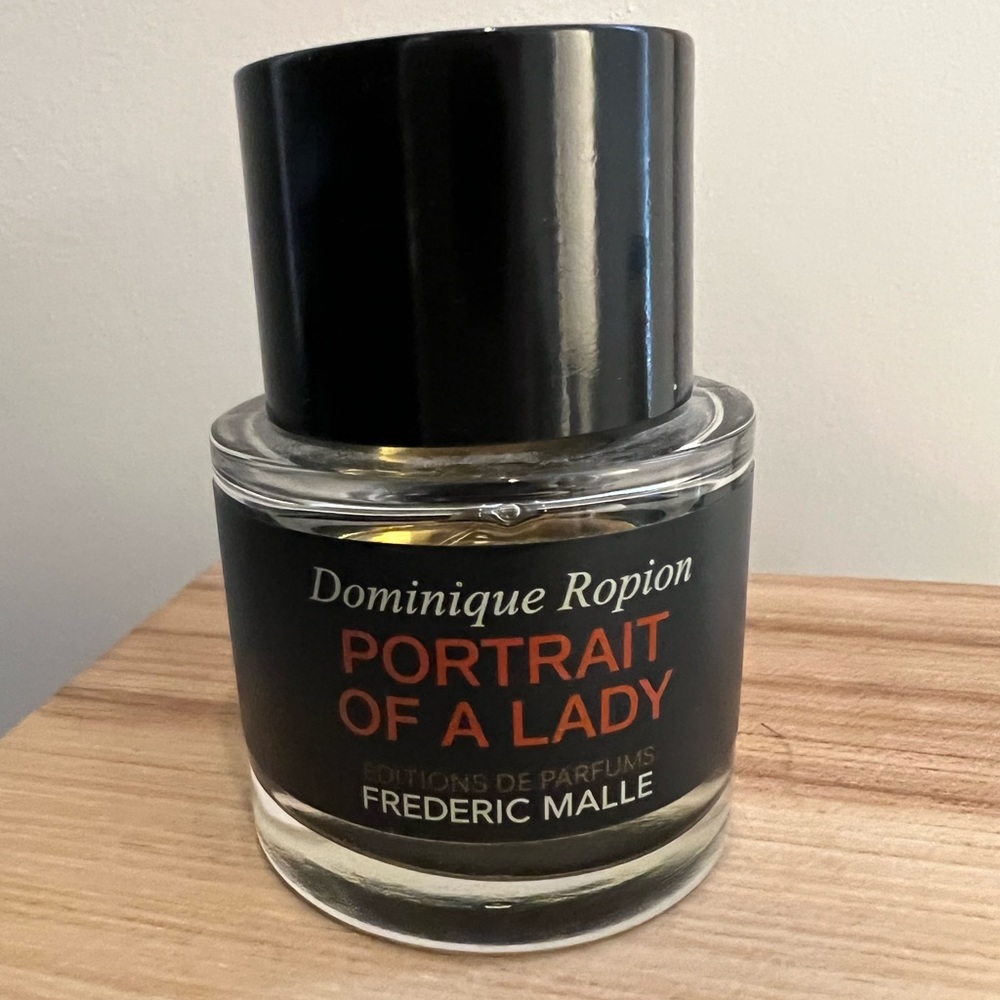 Dominique Ropion
PORTRAIT
OF A LADY
EDITIONS DE PARFUMS
FREDERIC MALLE